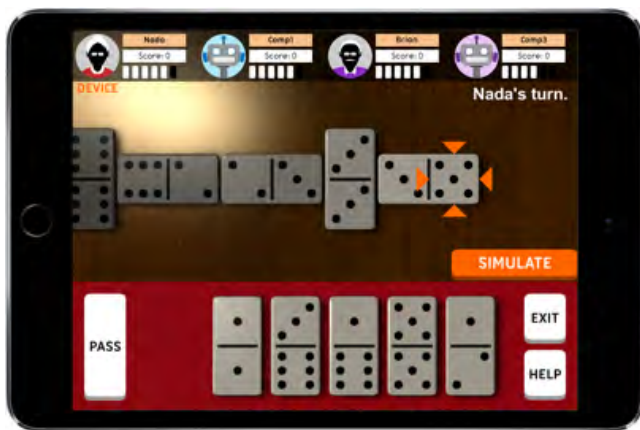 Nada
Comp1
Brian
Comp3
Score: 0
Score: 0
Score: 0
Score: 0
DEVICE
Nada's turn.
SIMULATE
PASS
EXIT
HELP